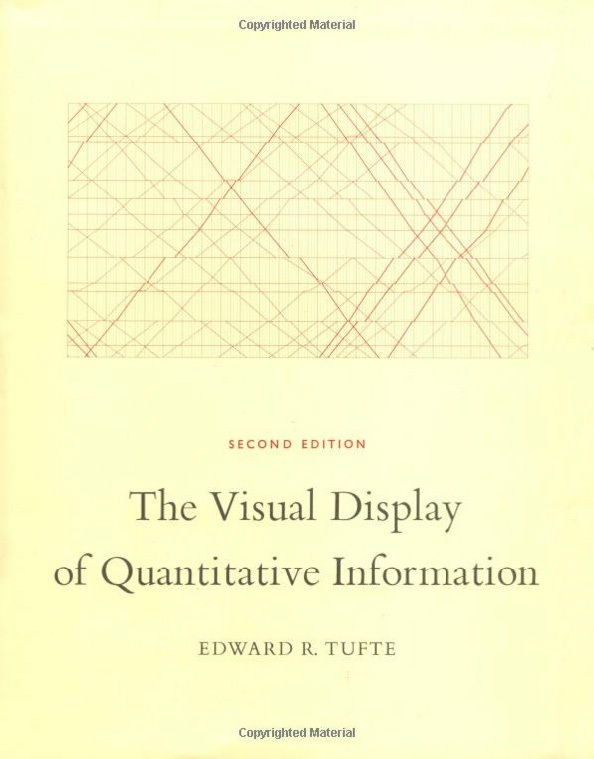 Copyrighted Material
SECOND EDITION
The Visual Display
of Quantitative Information
EDWARD R. TUFTE
Copyrighted Material